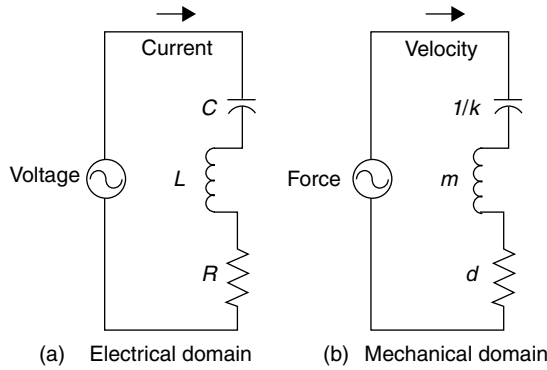 Current
C
Voltage
L
R
(a) Electrical domain
Velocity
1/k
Force
m
d
(b) Mechanical domain